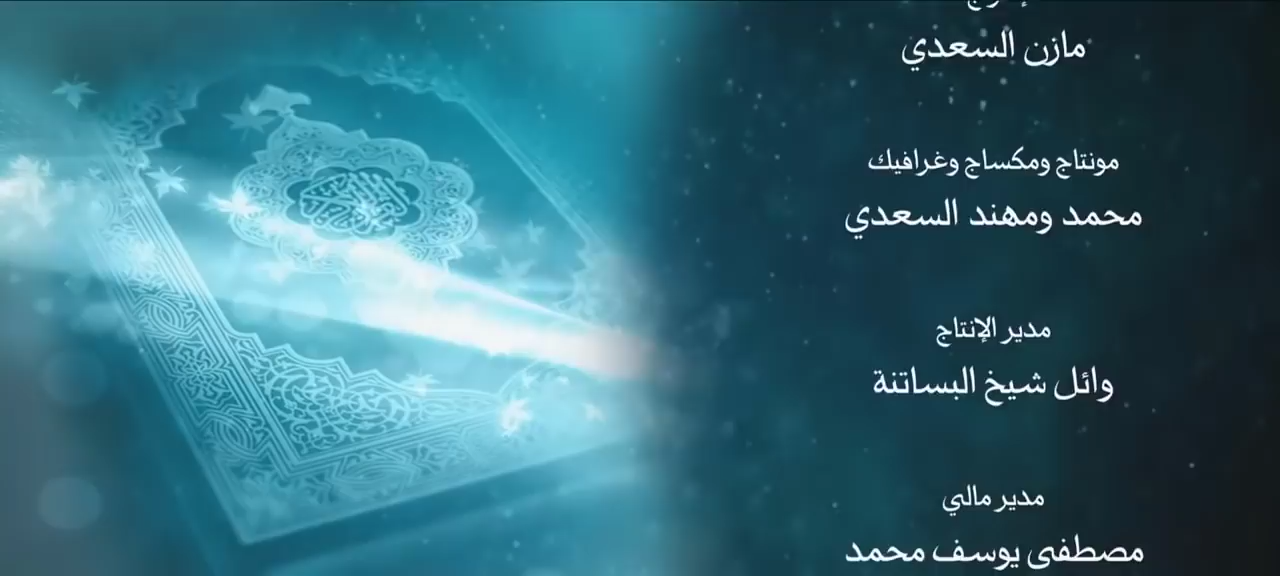 مازن السعدي
مونتاج ومكساج وغرافيك
محمد ومهند السعدي
مدير الإنتاج
وائل شيخ البساتنة
مدير مالي
مصطفى يوسف محمد